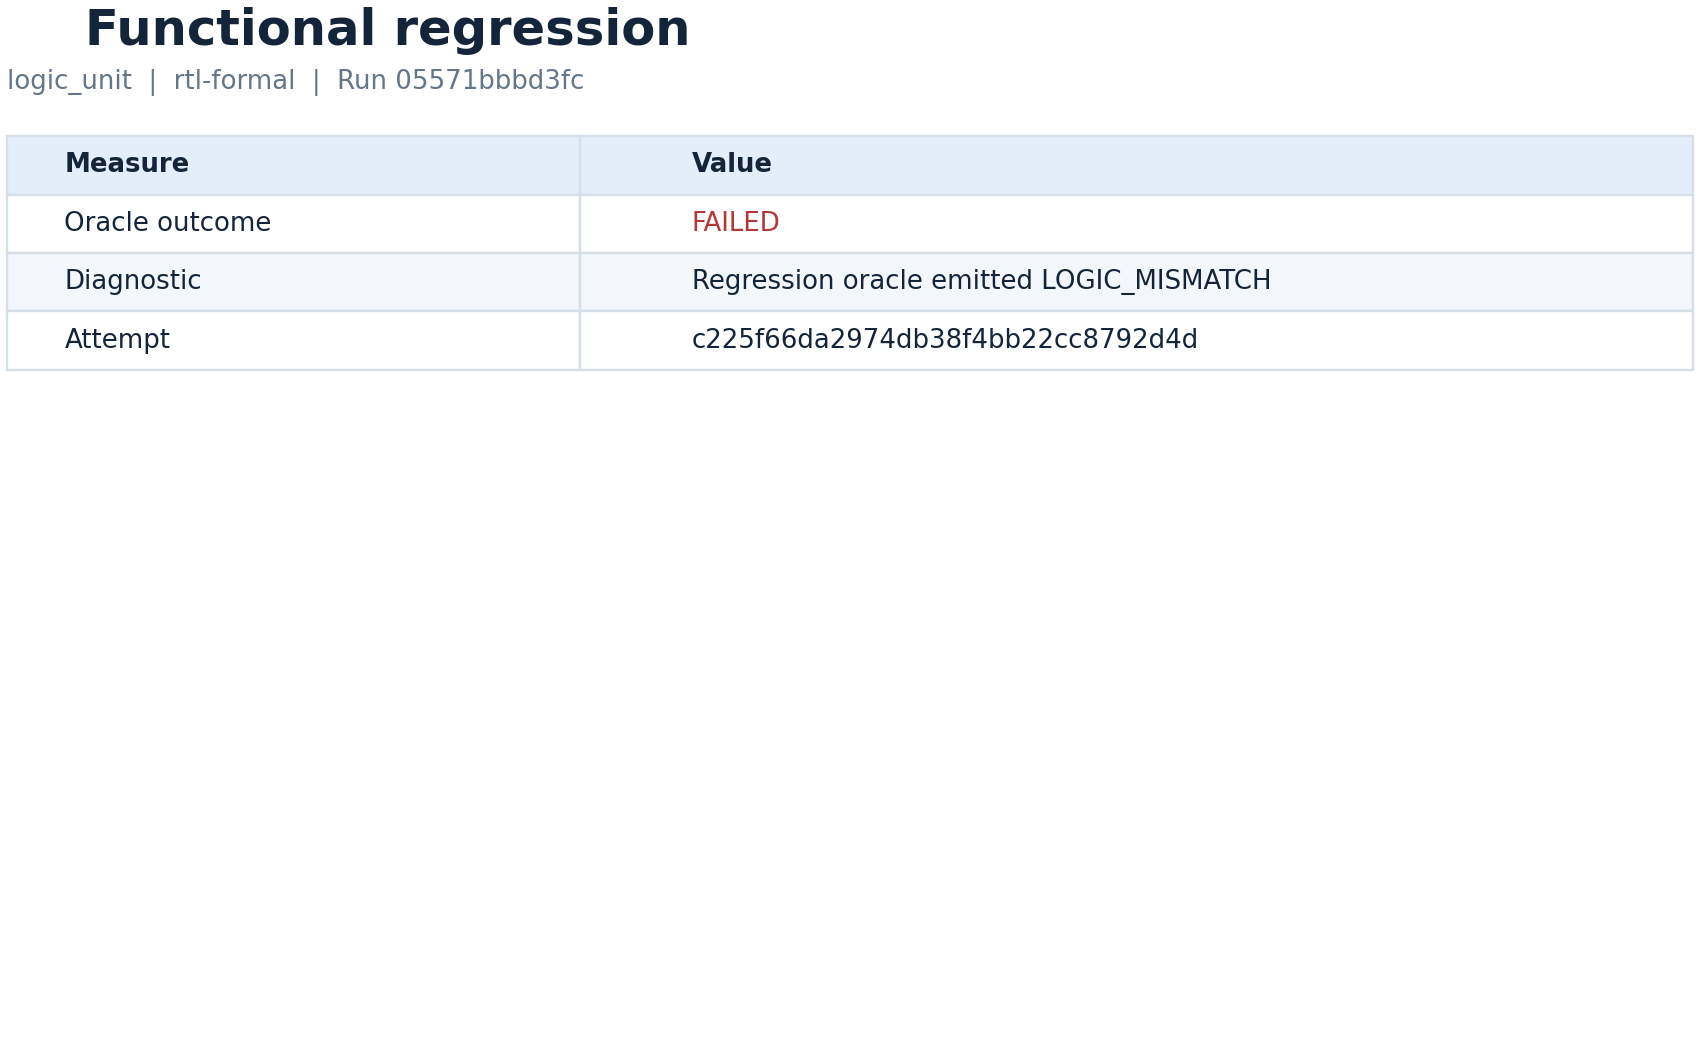 Functional regression
logic_unit | rtl-formal | Run 05571bbbd3fc
Measure Value
Oracle outcome FAILED
Diagnostic Regression oracle emitted LOGIC_MISMATCH
Attempt c225f66da2974db38f4bb22cc8792d4d